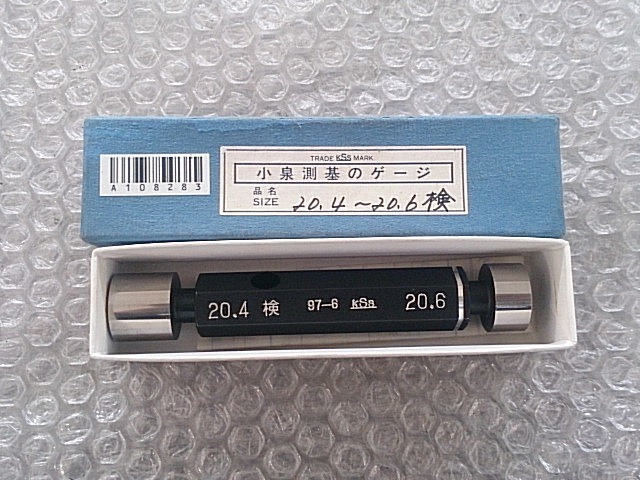 TRADE KSS MARK
小泉測基のゲージ
品名
SIZE 20.4～20.6検
A108283
20.4 検 97-6 KSS 20.6